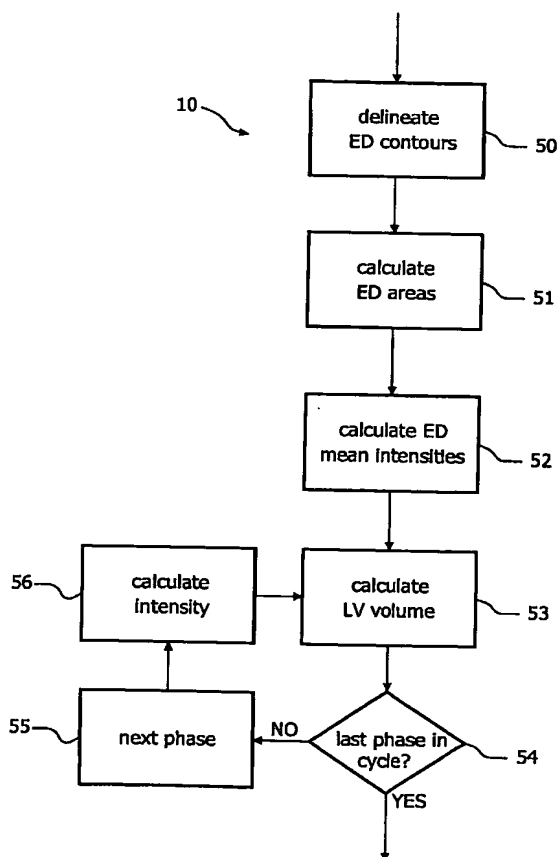 10
delineate
ED contours
50
calculate
ED areas
51
calculate ED
mean intensities
52
56
calculate
intensity
calculate
LV volume
53
55
next phase
NO
last phase in
cycle?
54
YES